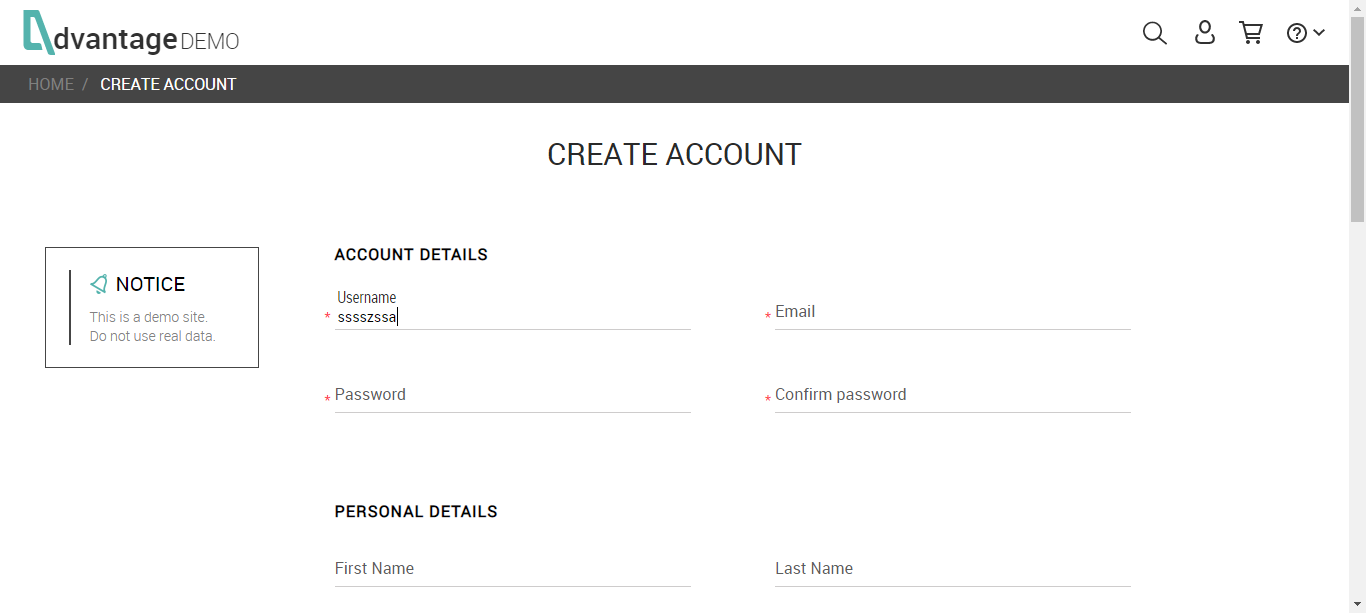 dvantage DEMO
HOME / CREATE ACCOUNT
CREATE ACCOUNT
NOTICE
This is a demo site.
Do not use real data.
ACCOUNT DETAILS
Username
* sssszssa
* Email
* Password
* Confirm password
PERSONAL DETAILS
First Name
Last Name